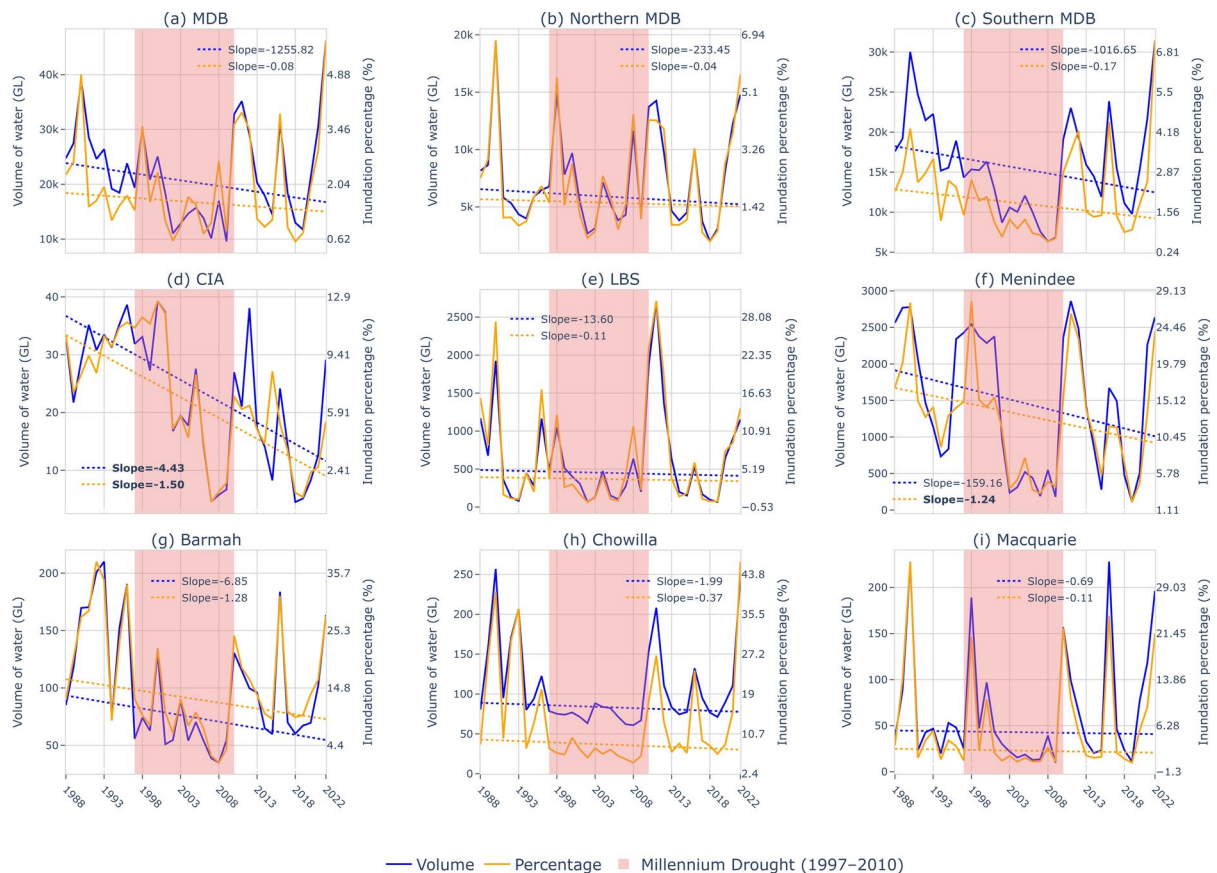 (a) MDB
(b) Northern MDB
(c) Southern MDB
Volume of water (GL)
40k
30k
20k
10k
Slope=-1255.82
Slope=-0.08
4.88
3.46
2.04
0.62
Inundation percentage (%)
Volume of water (GL)
20k
15k
10k
5k
Slope=-233.45
Slope=-0.04
6.94
5.1
3.26
1.42
Inundation percentage (%)
Volume of water (GL)
30k
25k
20k
15k
10k
5k
Slope=-1016.65
Slope=-0.17
6.81
5.5
4.18
2.87
1.56
0.24
Inundation percentage (%)
(d) CIA
(e) LBS
(f) Menindee
Volume of water (GL)
40
30
20
10
Slope=-4.43
Slope=-1.50
12.9
9.41
5.91
2.41
Inundation percentage (%)
Volume of water (GL)
2500
2000
1500
1000
500
0
Slope=-13.60
Slope=-0.11
28.08
22.35
16.63
10.91
5.19
−0.53
Inundation percentage (%)
Volume of water (GL)
3000
2500
2000
1500
1000
500
0
Slope=-159.16
Slope=-1.24
29.13
24.46
19.79
15.12
10.45
5.78
1.11
Inundation percentage (%)
(g) Barmah
(h) Chowilla
(i) Macquarie
Volume of water (GL)
200
150
100
50
Slope=-6.85
Slope=-1.28
35.7
25.3
14.8
4.4
Inundation percentage (%)
1988
1993
1998
2003
2008
2013
2018
2022
Volume of water (GL)
250
200
150
100
50
0
Slope=-1.99
Slope=-0.37
43.8
35.5
27.2
19
10.7
2.4
Inundation percentage (%)
1988
1993
1998
2003
2008
2013
2018
2022
Volume of water (GL)
200
150
100
50
0
Slope=-0.69
Slope=-0.11
29.03
21.45
13.86
6.28
−1.3
Inundation percentage (%)
1988
1993
1998
2003
2008
2013
2018
2022
Volume
Percentage
Millennium Drought (1997−2010)